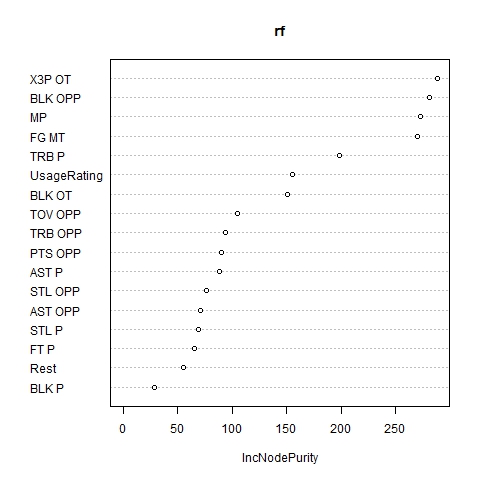 rf
X3P OT
BLK OPP
MP
FG MT
TRB P
UsageRating
BLK OT
TOV OPP
TRB OPP
PTS OPP
AST P
STL OPP
AST OPP
STL P
FT P
Rest
BLK P
0 50 100 150 200 250
IncNodePurity